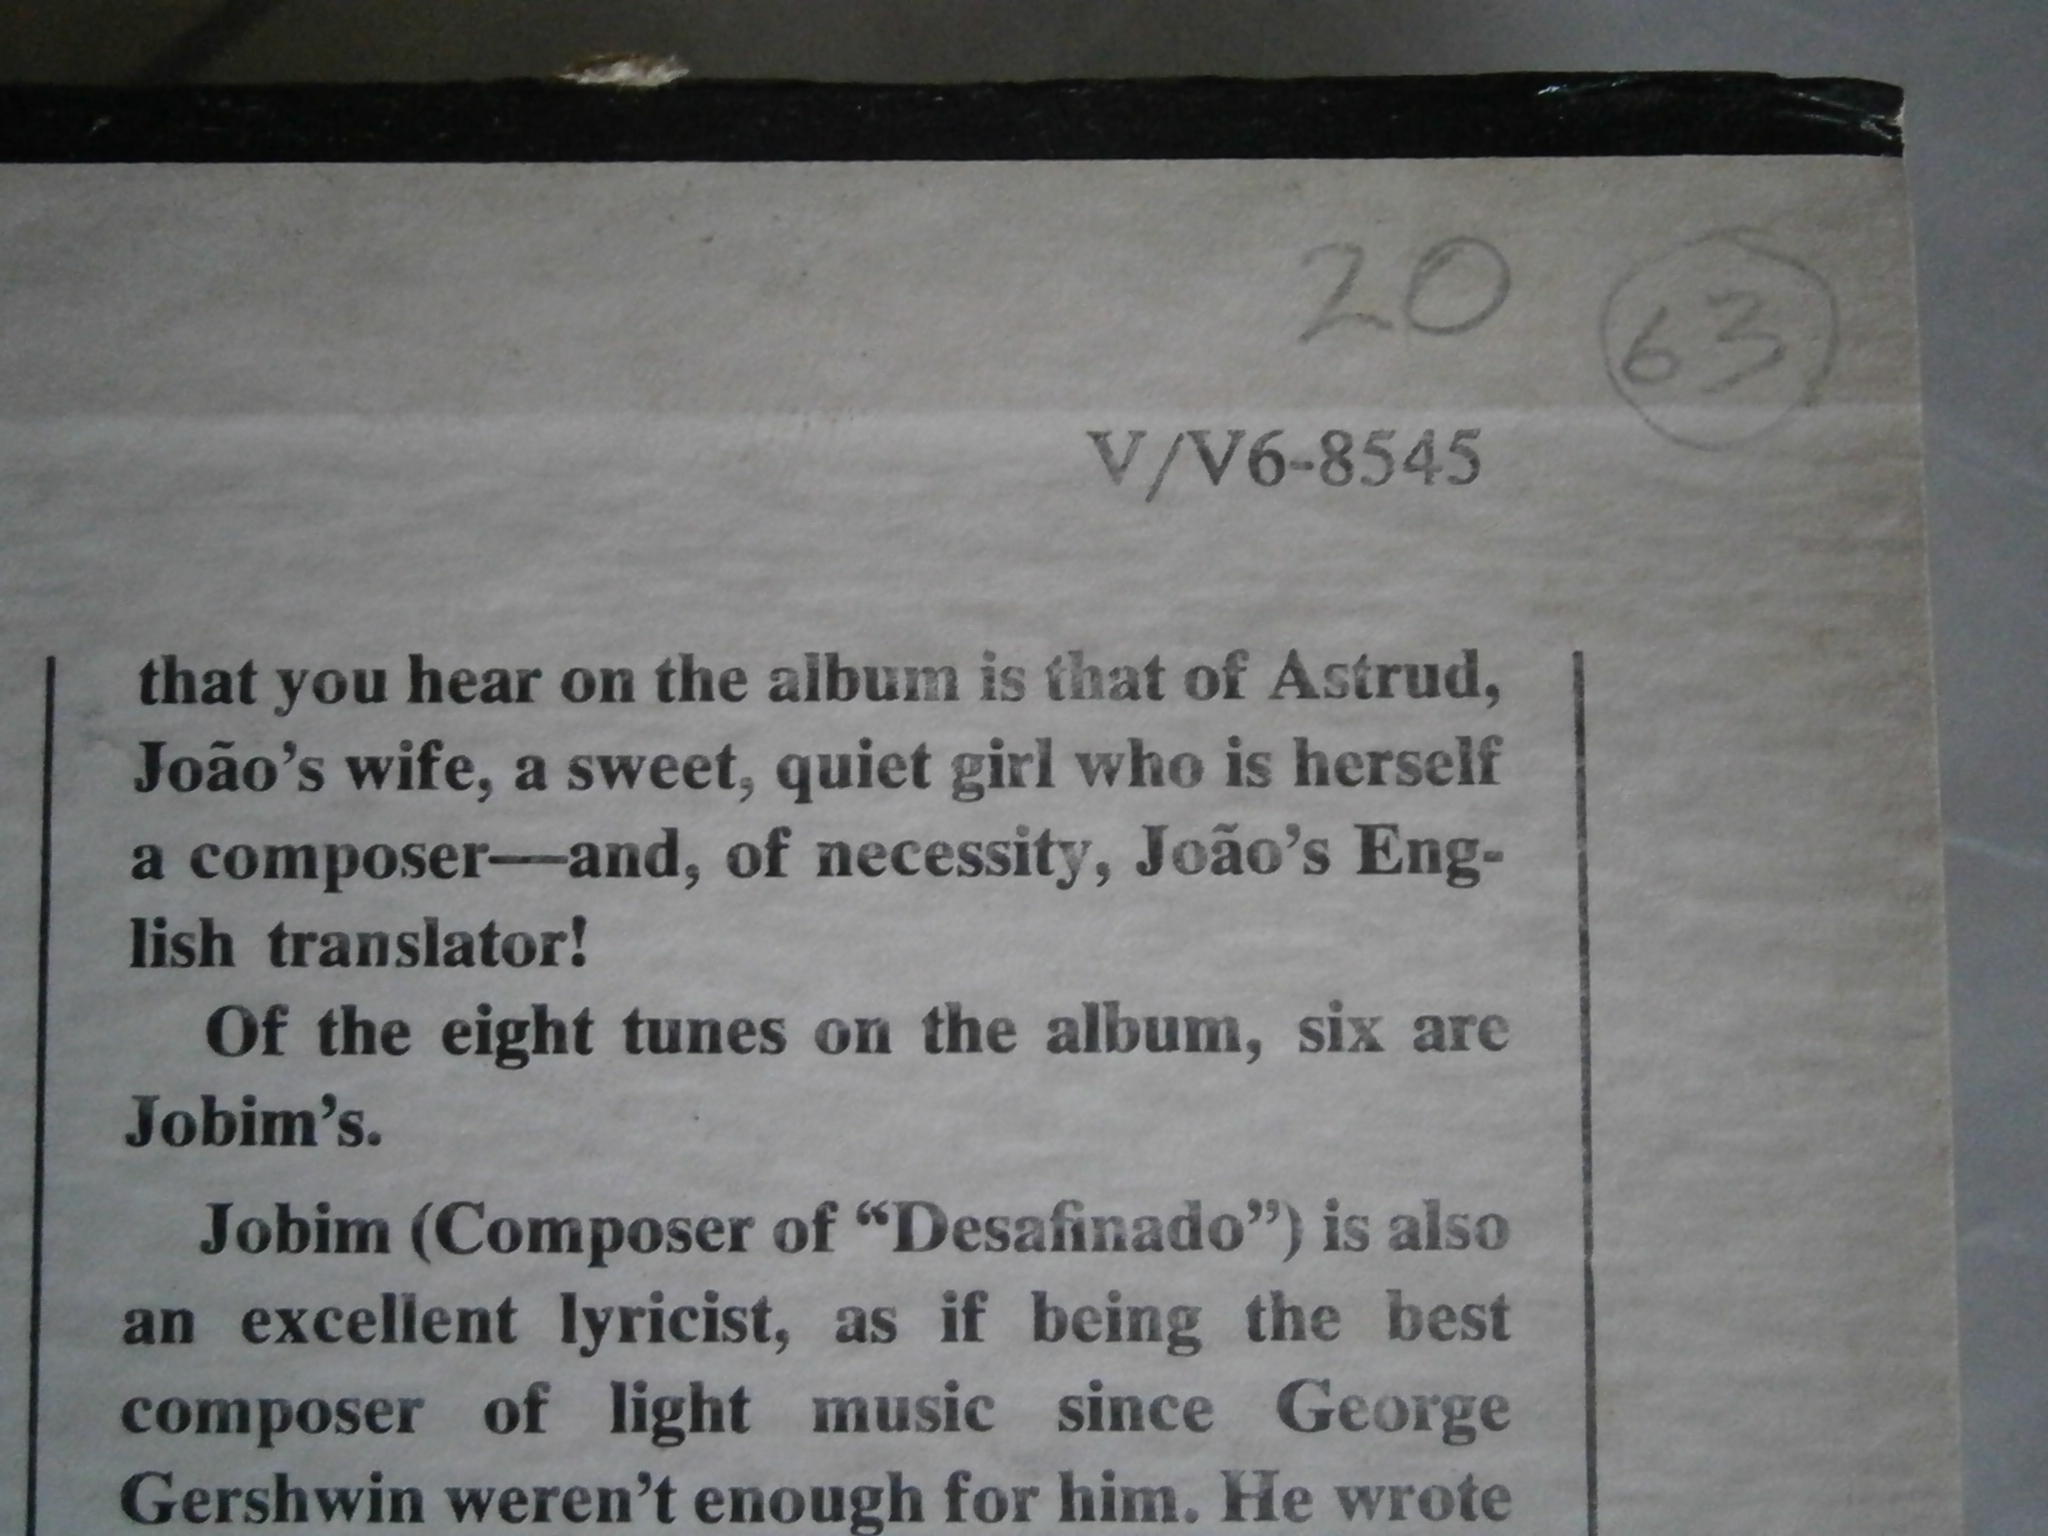 20
63
V/V6-8545
that you hear on the album is that of Astrud,
João’s wife, a sweet, quiet girl who is herself
a composer—and, of necessity, João’s Eng-
lish translator!
Of the eight tunes on the album, six are
Jobim’s.
Jobim (Composer of “Desafinado”) is also
an excellent lyricist, as if being the best
composer of light music since George
Gershwin weren’t enough for him. He wrote